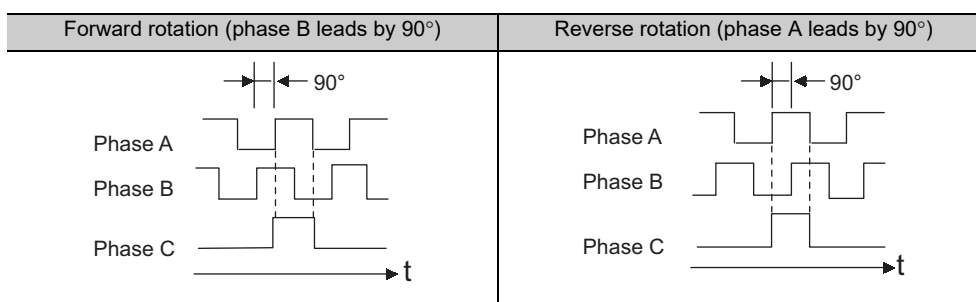 Forward rotation (phase B leads by 90°)
Reverse rotation (phase A leads by 90°)
90°
Phase A
Phase B
Phase C
t
90°
Phase A
Phase B
Phase C
t